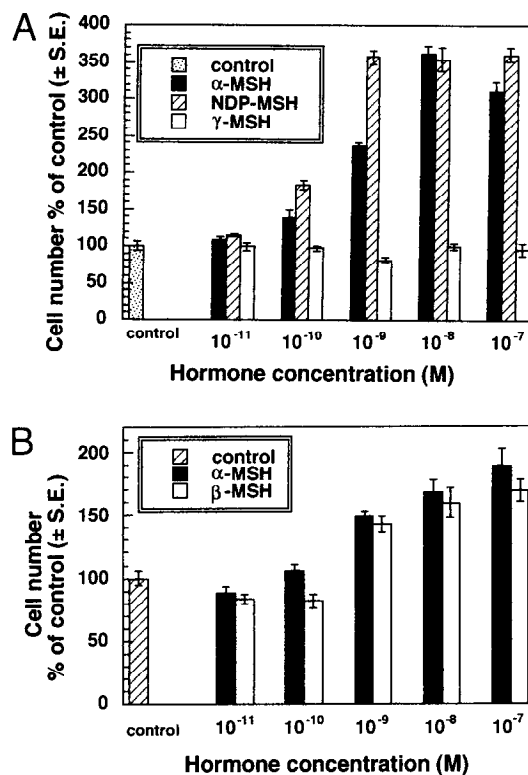 A
Cell number % of control (± S.E.)
400
350
300
250
200
150
100
50
0
control
α-MSH
NDP-MSH
γ-MSH
control
10⁻¹¹
10⁻¹⁰
10⁻⁹
10⁻⁸
10⁻⁷
Hormone concentration (M)
B
Cell number
% of control (± S.E.)
200
150
100
50
0
control
α-MSH
β-MSH
control
10⁻¹¹
10⁻¹⁰
10⁻⁹
10⁻⁸
10⁻⁷
Hormone concentration (M)